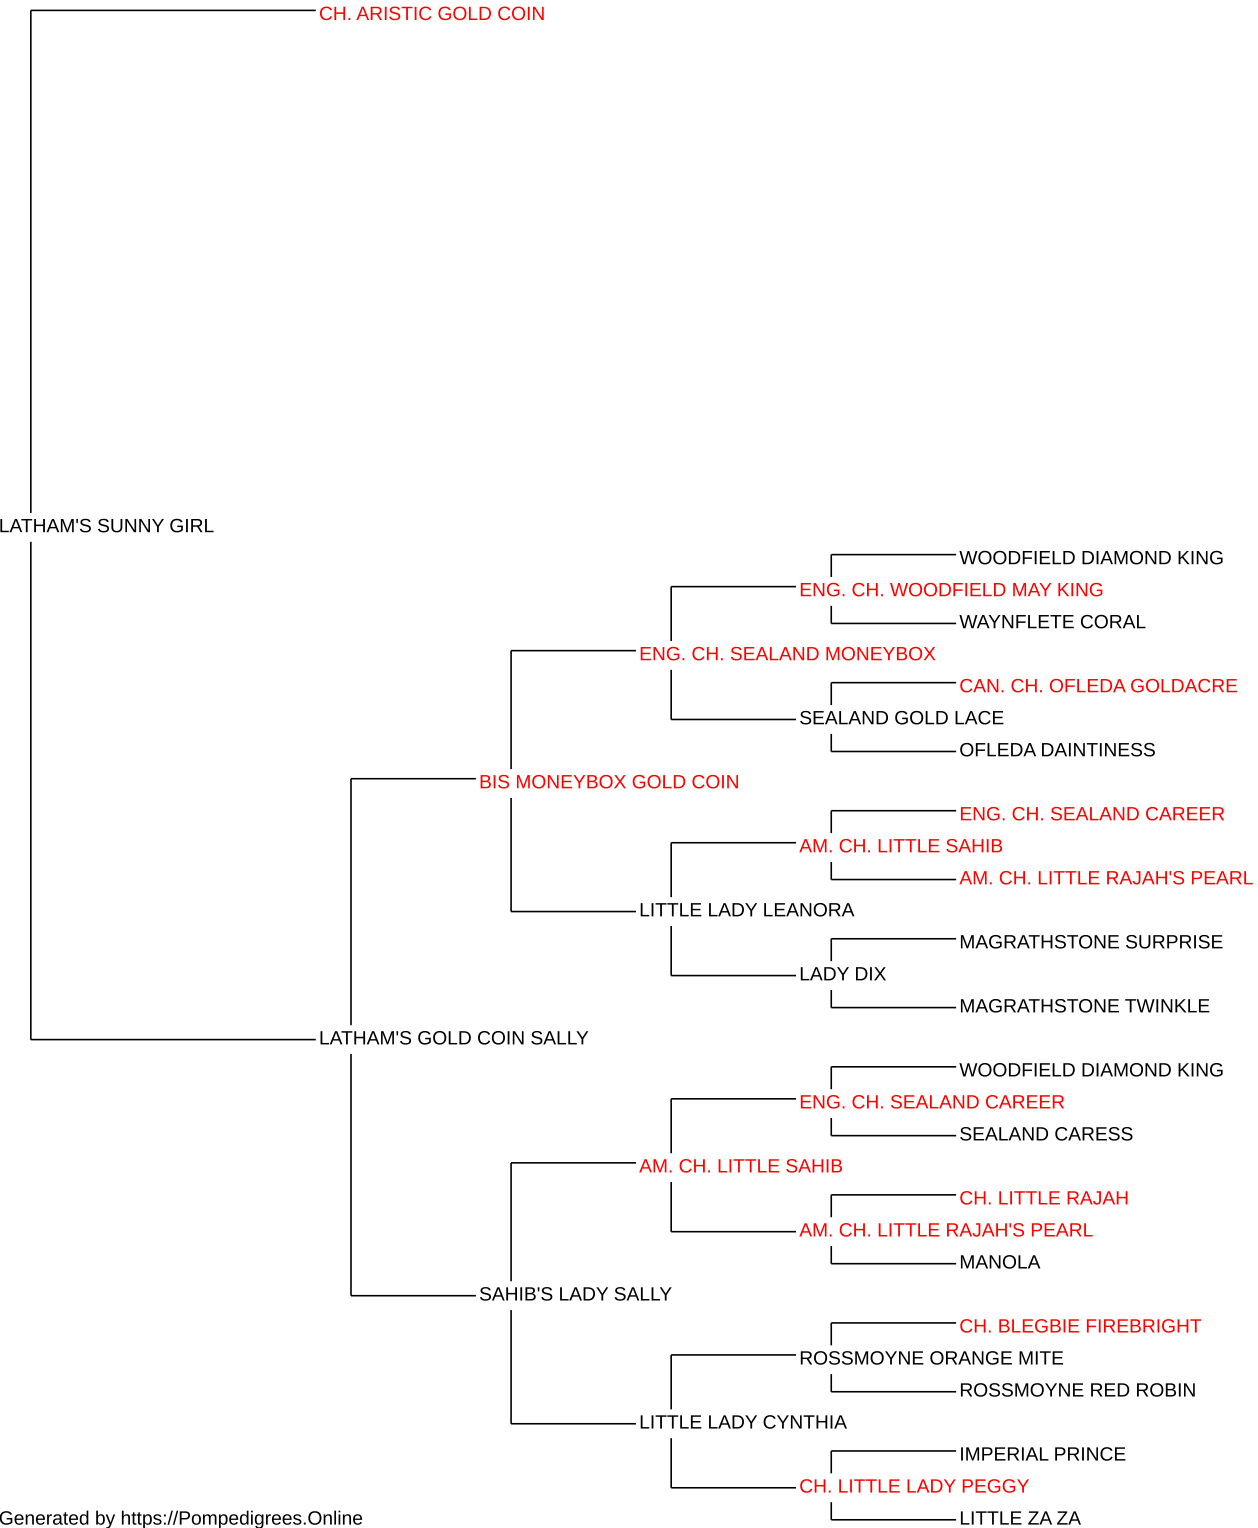 CH. ARISTIC GOLD COIN
LATHAM'S SUNNY GIRL
WOODFIELD DIAMOND KING
ENG. CH. WOODFIELD MAY KING
WAYNFLETE CORAL
ENG. CH. SEALAND MONEYBOX
CAN. CH. OFLEDA GOLDACRE
SEALAND GOLD LACE
OFLEDA DAINTINESS
BIS MONEYBOX GOLD COIN
ENG. CH. SEALAND CAREER
AM. CH. LITTLE SAHIB
AM. CH. LITTLE RAJAH'S PEARL
LITTLE LADY LEANORA
MAGRATHSTONE SURPRISE
LADY DIX
MAGRATHSTONE TWINKLE
LATHAM'S GOLD COIN SALLY
WOODFIELD DIAMOND KING
ENG. CH. SEALAND CAREER
SEALAND CARESS
AM. CH. LITTLE SAHIB
CH. LITTLE RAJAH
AM. CH. LITTLE RAJAH'S PEARL
MANOLA
SAHIB'S LADY SALLY
CH. BLEGBIE FIREBRIGHT
ROSSMOYNE ORANGE MITE
ROSSMOYNE RED ROBIN
LITTLE LADY CYNTHIA
IMPERIAL PRINCE
CH. LITTLE LADY PEGGY
LITTLE ZA ZA
Generated by https://Pompedigrees.Online